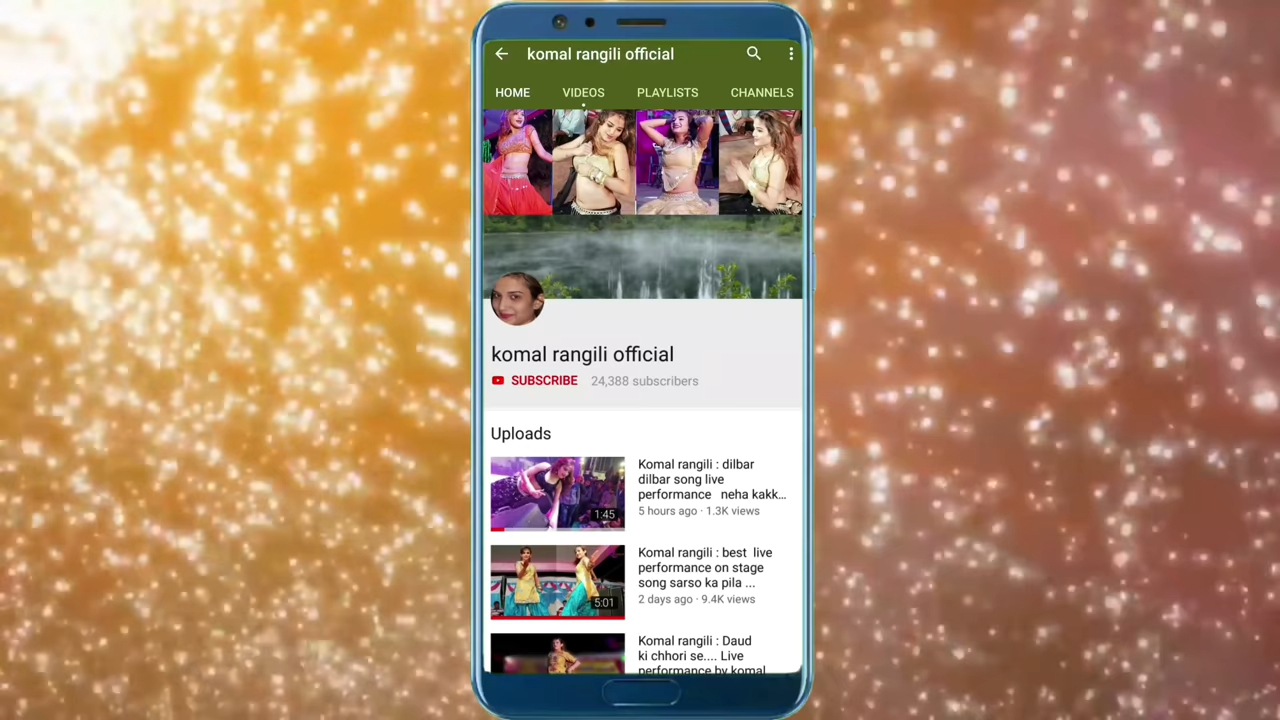 komal rangili official
HOME VIDEOS PLAYLISTS CHANNELS
komal rangili official
SUBSCRIBE 24,388 subscribers
Uploads
Komal rangili : dilbar
dilbar song live
performance neha kakk...
5 hours ago · 1.3K views
1:45
Komal rangili : best live
performance on stage
song sarso ka pila ...
2 days ago · 9.4K views
5:01
Komal rangili : Daud
ki chhori se.... Live
performance by komal